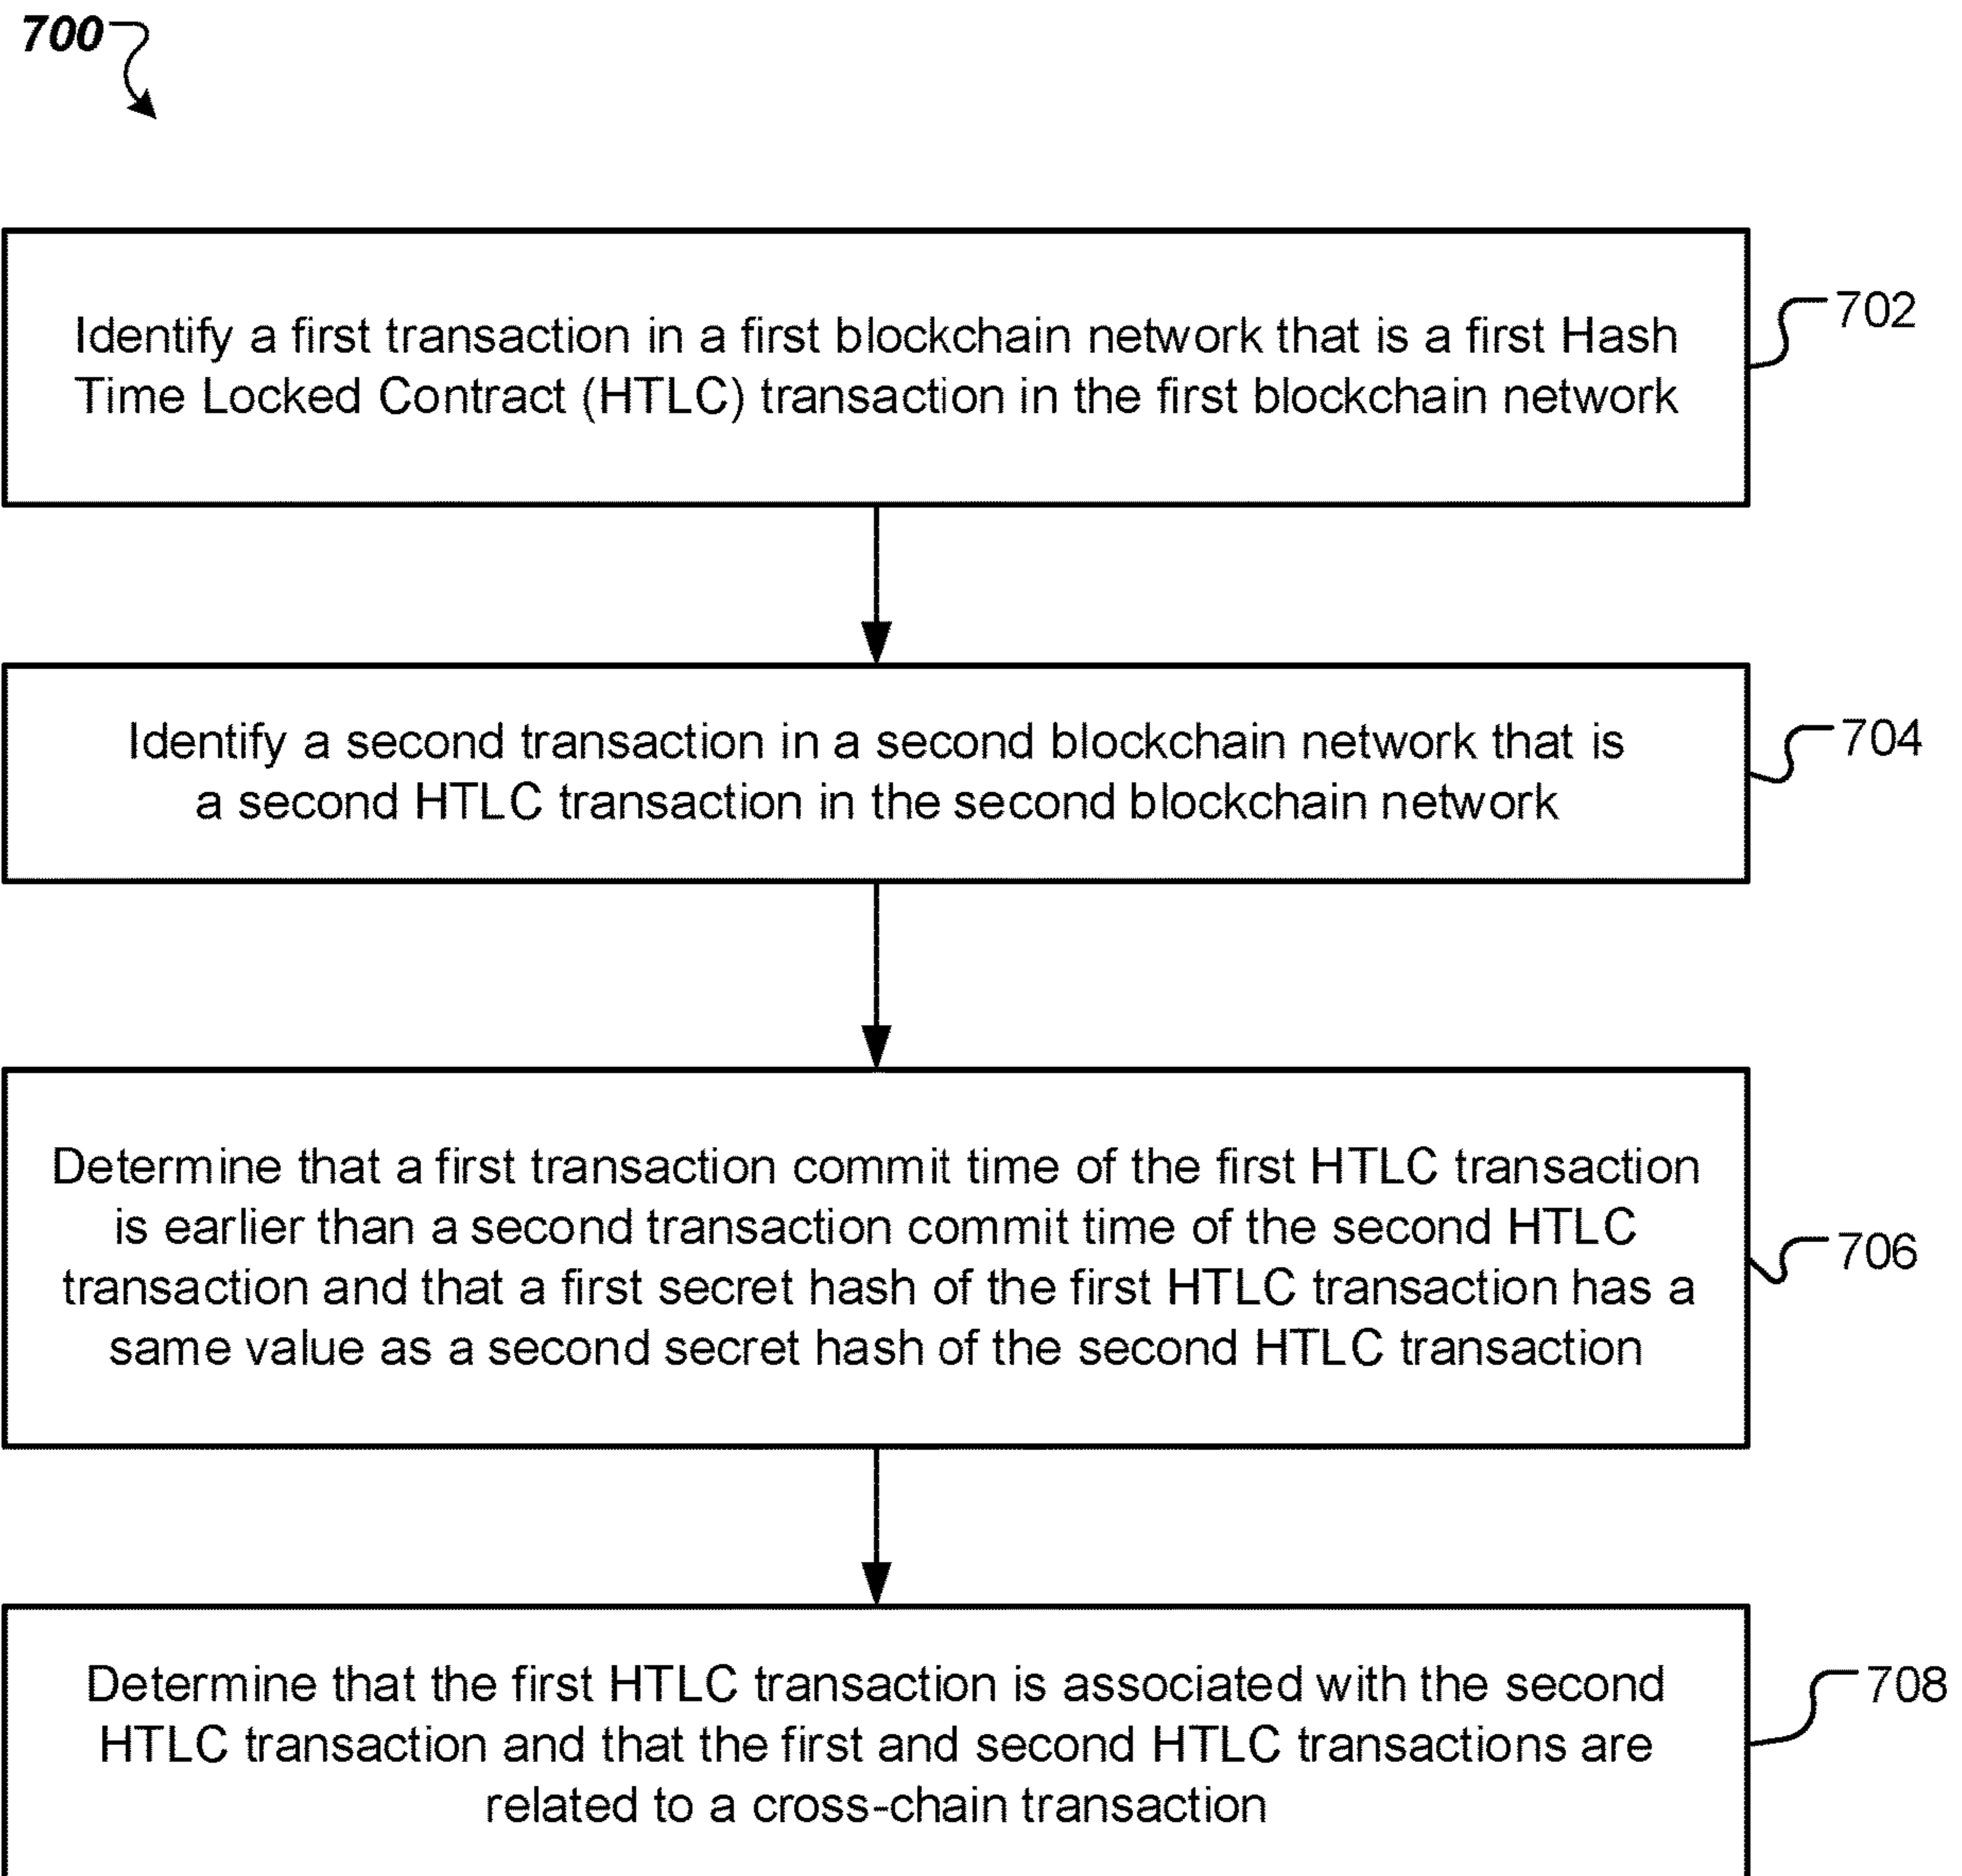 700
Identify a first transaction in a first blockchain network that is a first Hash
Time Locked Contract (HTLC) transaction in the first blockchain network
702
Identify a second transaction in a second blockchain network that is
a second HTLC transaction in the second blockchain network
704
Determine that a first transaction commit time of the first HTLC transaction
is earlier than a second transaction commit time of the second HTLC
transaction and that a first secret hash of the first HTLC transaction has a
same value as a second secret hash of the second HTLC transaction
706
Determine that the first HTLC transaction is associated with the second
HTLC transaction and that the first and second HTLC transactions are
related to a cross-chain transaction
708